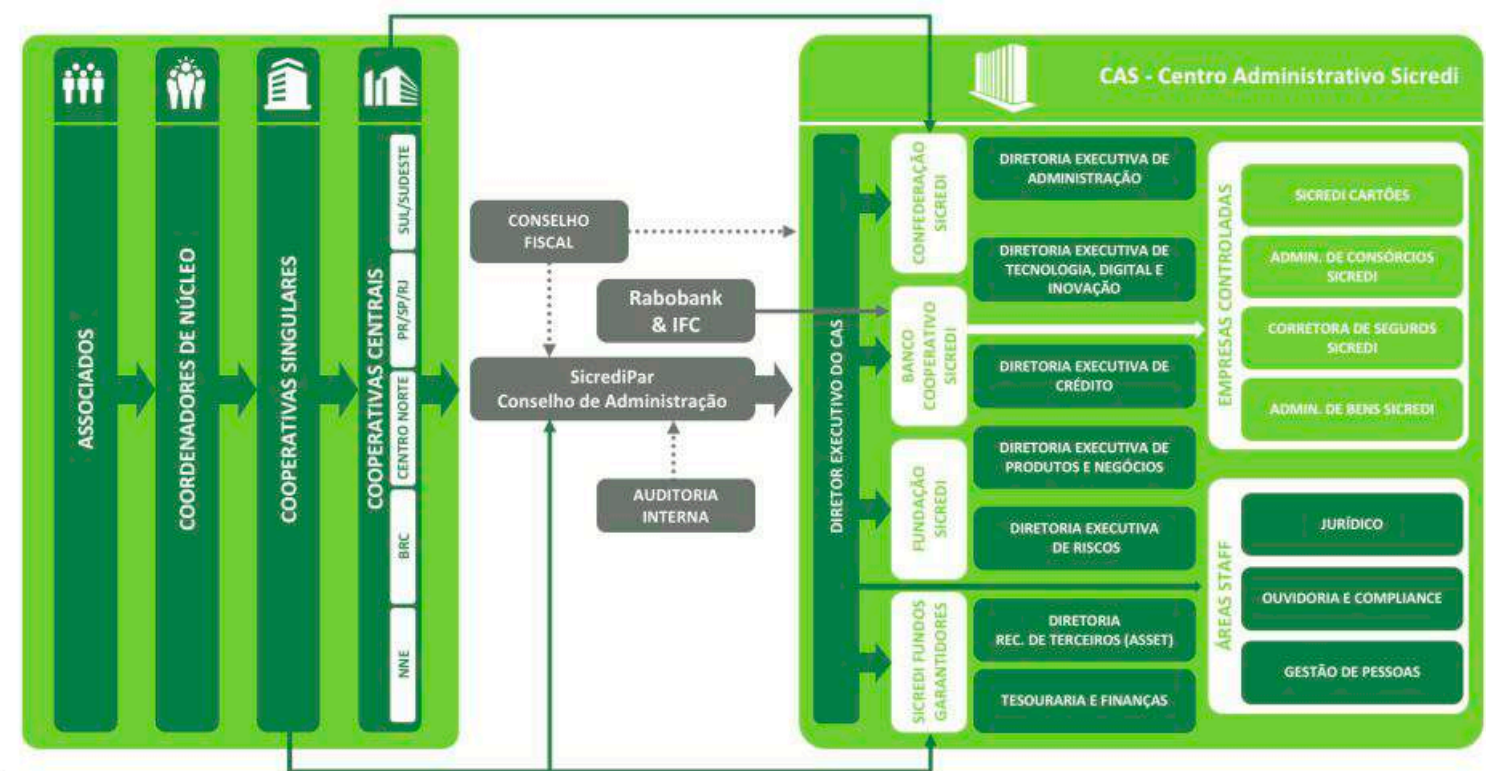 CAS - Centro Administrativo Sicredi
ASSOCIADOS
COORDENADORES DE NÚCLEO
COOPERATIVAS SINGULARES
COOPERATIVAS CENTRAIS
SUL/SUDESTE
PR/SP/RJ
CENTRO NORTE
BRC
NNE
CONSELHO
FISCAL
Rabobank
& IFC
SicrediPar
Conselho de Administração
AUDITORIA
INTERNA
DIRETOR EXECUTIVO DO CAS
CONFEDERAÇÃO
SICREDI
BANCO
COOPERATIVO
SICREDI
FUNDAÇÃO
SICREDI
SICREDI FUNDOS
GARANTIDORES
DIRETORIA EXECUTIVA DE
ADMINISTRAÇÃO
DIRETORIA EXECUTIVA DE
TECNOLOGIA, DIGITAL E
INOVAÇÃO
DIRETORIA EXECUTIVA DE
CRÉDITO
DIRETORIA EXECUTIVA DE
PRODUTOS E NEGÓCIOS
DIRETORIA EXECUTIVA
DE RISCOS
DIRETORIA
REC. DE TERCEIROS (ASSET)
TESOURARIA E FINANÇAS
EMPRESAS CONTROLADAS
SICREDI CARTÕES
ADMIN. DE CONSÓRCIOS
SICREDI
CORRETORA DE SEGUROS
SICREDI
ADMIN. DE BENS SICREDI
ÁREAS STAFF
JURÍDICO
OUVIDORIA E COMPLIANCE
GESTÃO DE PESSOAS